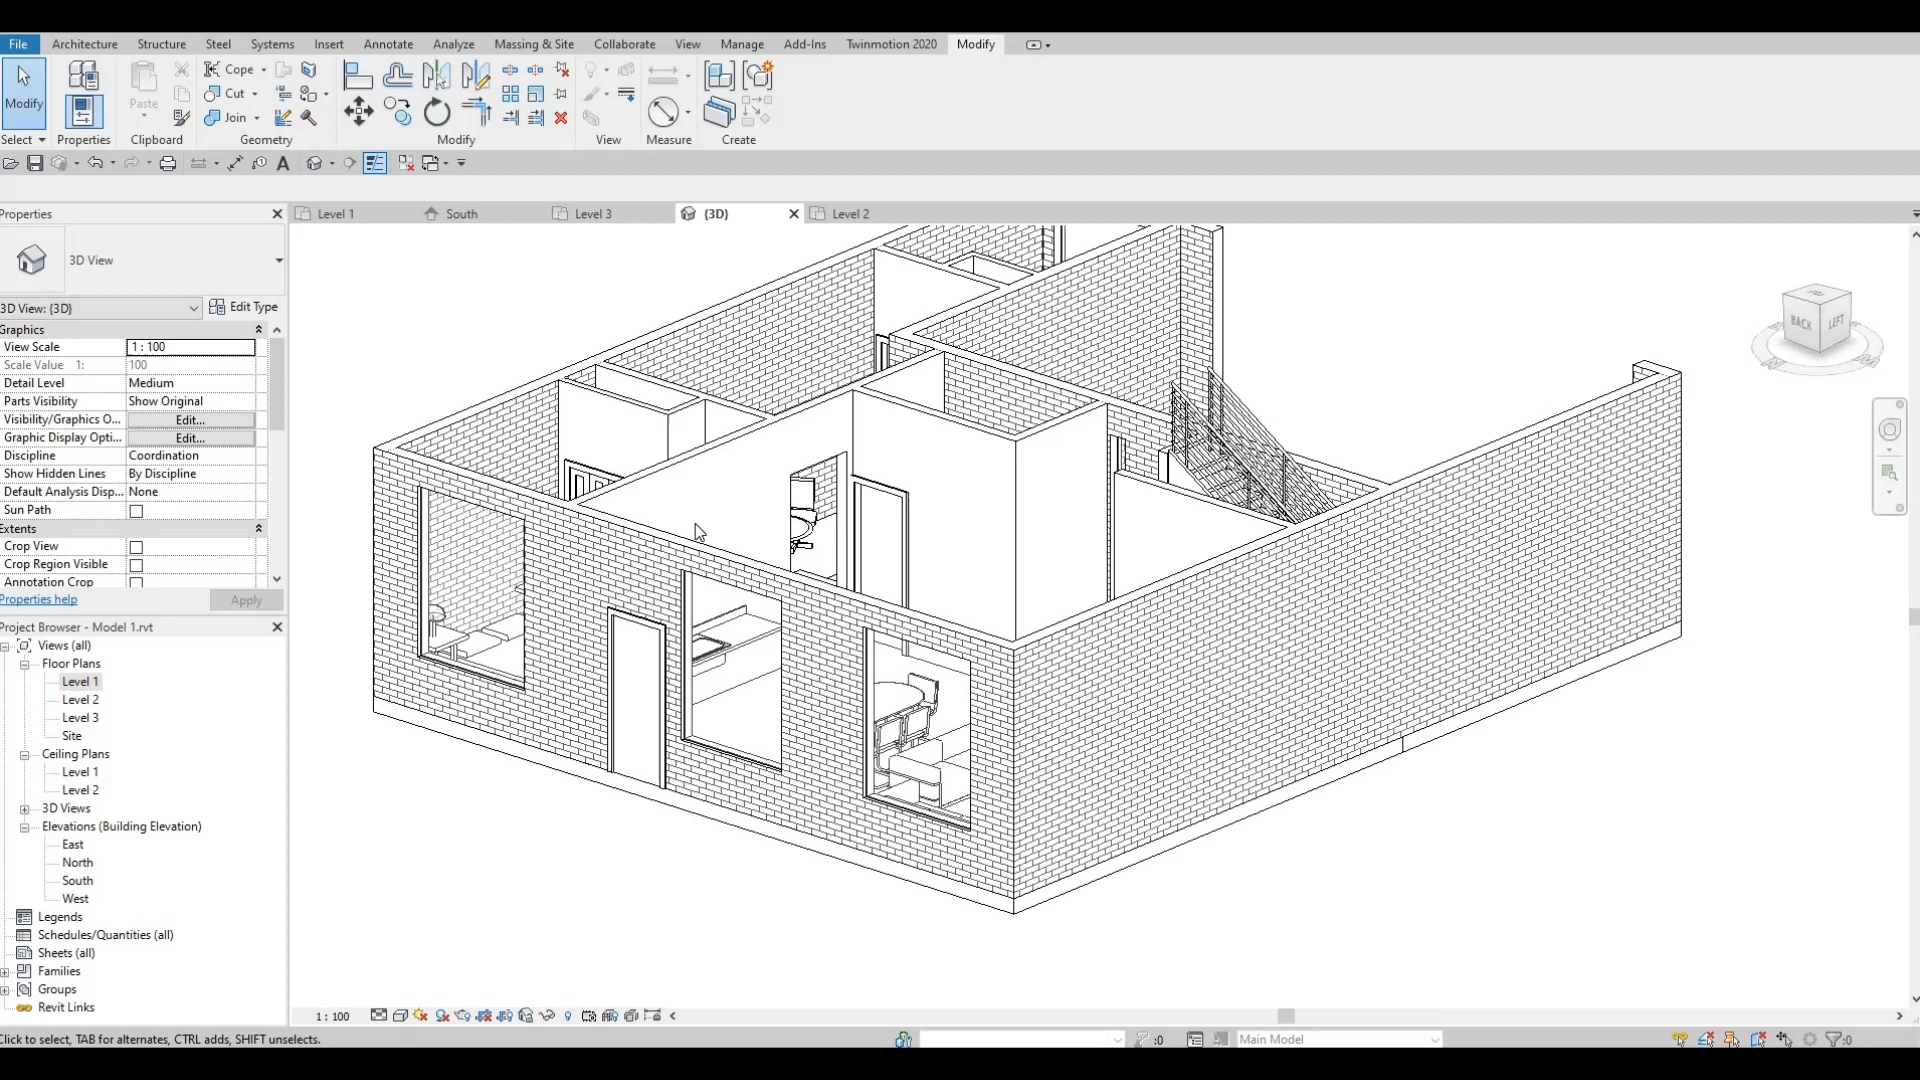 File Architecture Structure Steel Systems Insert Annotate Analyze Massing & Site Collaborate View Manage Add-Ins Twinmotion 2020 Modify
Modify
Paste
Cope
Cut
Join
Select Properties Clipboard Geometry Modify View Measure Create
A
Properties
Level 1 South Level 3 {3D} Level 2
3D View
3D View: {3D} Edit Type
Graphics
View Scale 1 : 100
Scale Value 1: 100
Detail Level Medium
Parts Visibility Show Original
Visibility/Graphics O... Edit...
Graphic Display Opti... Edit...
Discipline Coordination
Show Hidden Lines By Discipline
Default Analysis Disp... None
Sun Path
Extents
Crop View
Crop Region Visible
Annotation Crop
Properties help Apply
BACK LEFT
Project Browser - Model 1.rvt
Views (all)
Floor Plans
Level 1
Level 2
Level 3
Site
Ceiling Plans
Level 1
Level 2
3D Views
Elevations (Building Elevation)
East
North
South
West
Legends
Schedules/Quantities (all)
Sheets (all)
Families
Groups
Revit Links
1 : 100
Click to select, TAB for alternates, CTRL adds, SHIFT unselects. :0 Main Model :0